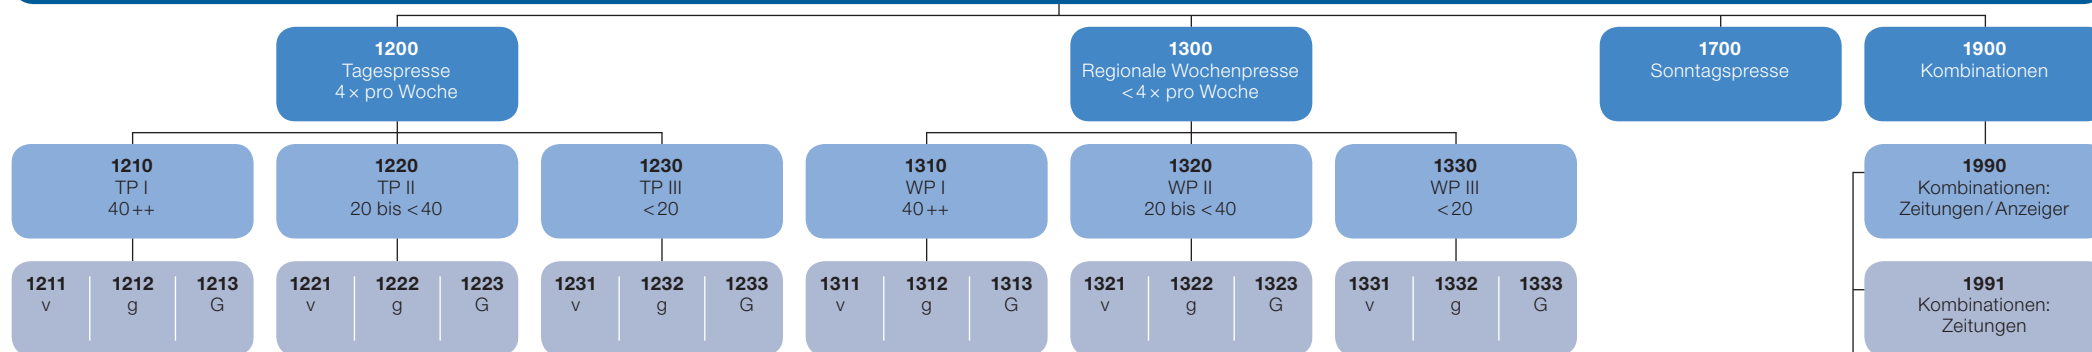 1200
Tagespresse
4 × pro Woche
1300
Regionale Wochenpresse
< 4 × pro Woche
1700
Sonntagspresse
1900
Kombinationen
1210
TP I
40 ++
1220
TP II
20 bis < 40
1230
TP III
< 20
1310
WP I
40 ++
1320
WP II
20 bis < 40
1330
WP III
< 20
1990
Kombinationen:
Zeitungen / Anzeiger
1211
v
1212
g
1213
G
1221
v
1222
g
1223
G
1231
v
1232
g
1233
G
1311
v
1312
g
1313
G
1321
v
1322
g
1323
G
1331
v
1332
g
1333
G
1991
Kombinationen:
Zeitungen